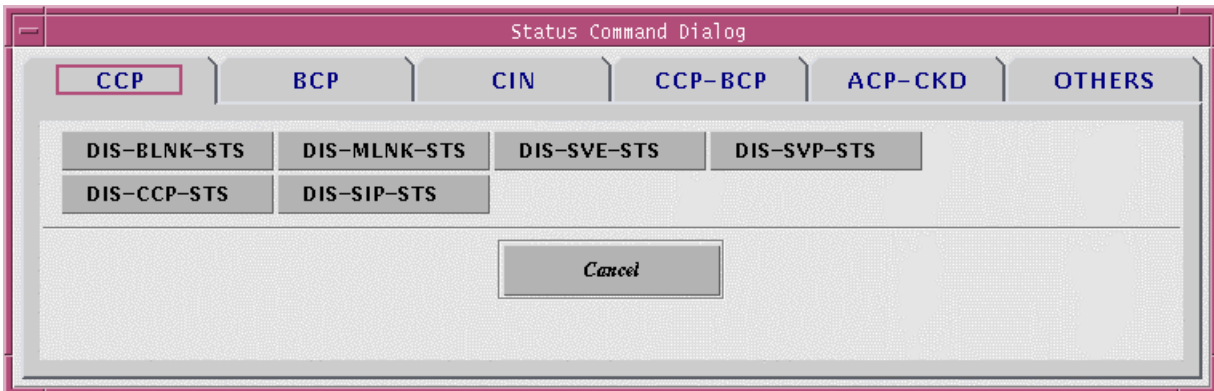 Status Command Dialog
CCP BCP CIN CCP-BCP ACP-CKD OTHERS
DIS-BLNK-STS DIS-MLNK-STS DIS-SVE-STS DIS-SVP-STS
DIS-CCP-STS DIS-SIP-STS
Cancel